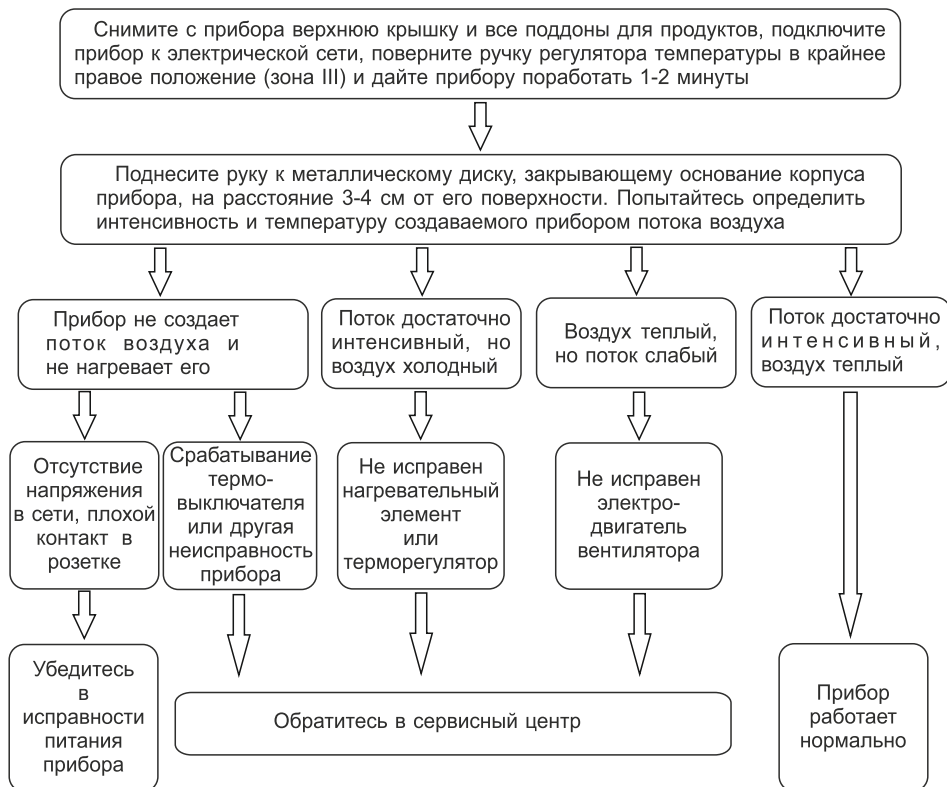 Снимите с прибора верхнюю крышку и все поддоны для продуктов, подключите
прибор к электрической сети, поверните ручку регулятора температуры в крайнее
правое положение (зона III) и дайте прибору поработать 1-2 минуты
Поднесите руку к металлическому диску, закрывающему основание корпуса
прибора, на расстояние 3-4 см от его поверхности. Попытайтесь определить
интенсивность и температуру создаваемого прибором потока воздуха
Прибор не создает
поток воздуха и
не нагревает его
Поток достаточно
интенсивный, но
воздух холодный
Воздух теплый,
но поток слабый
Поток достаточно
интенсивный,
воздух теплый
Отсутствие
напряжения
в сети, плохой
контакт в
розетке
Срабатывание
термо-
выключателя
или другая
неисправность
прибора
Не исправен
нагревательный
элемент
или
терморегулятор
Не исправен
электро-
двигатель
вентилятора
Убедитесь
в
исправности
питания
прибора
Обратитесь в сервисный центр
Прибор
работает
нормально